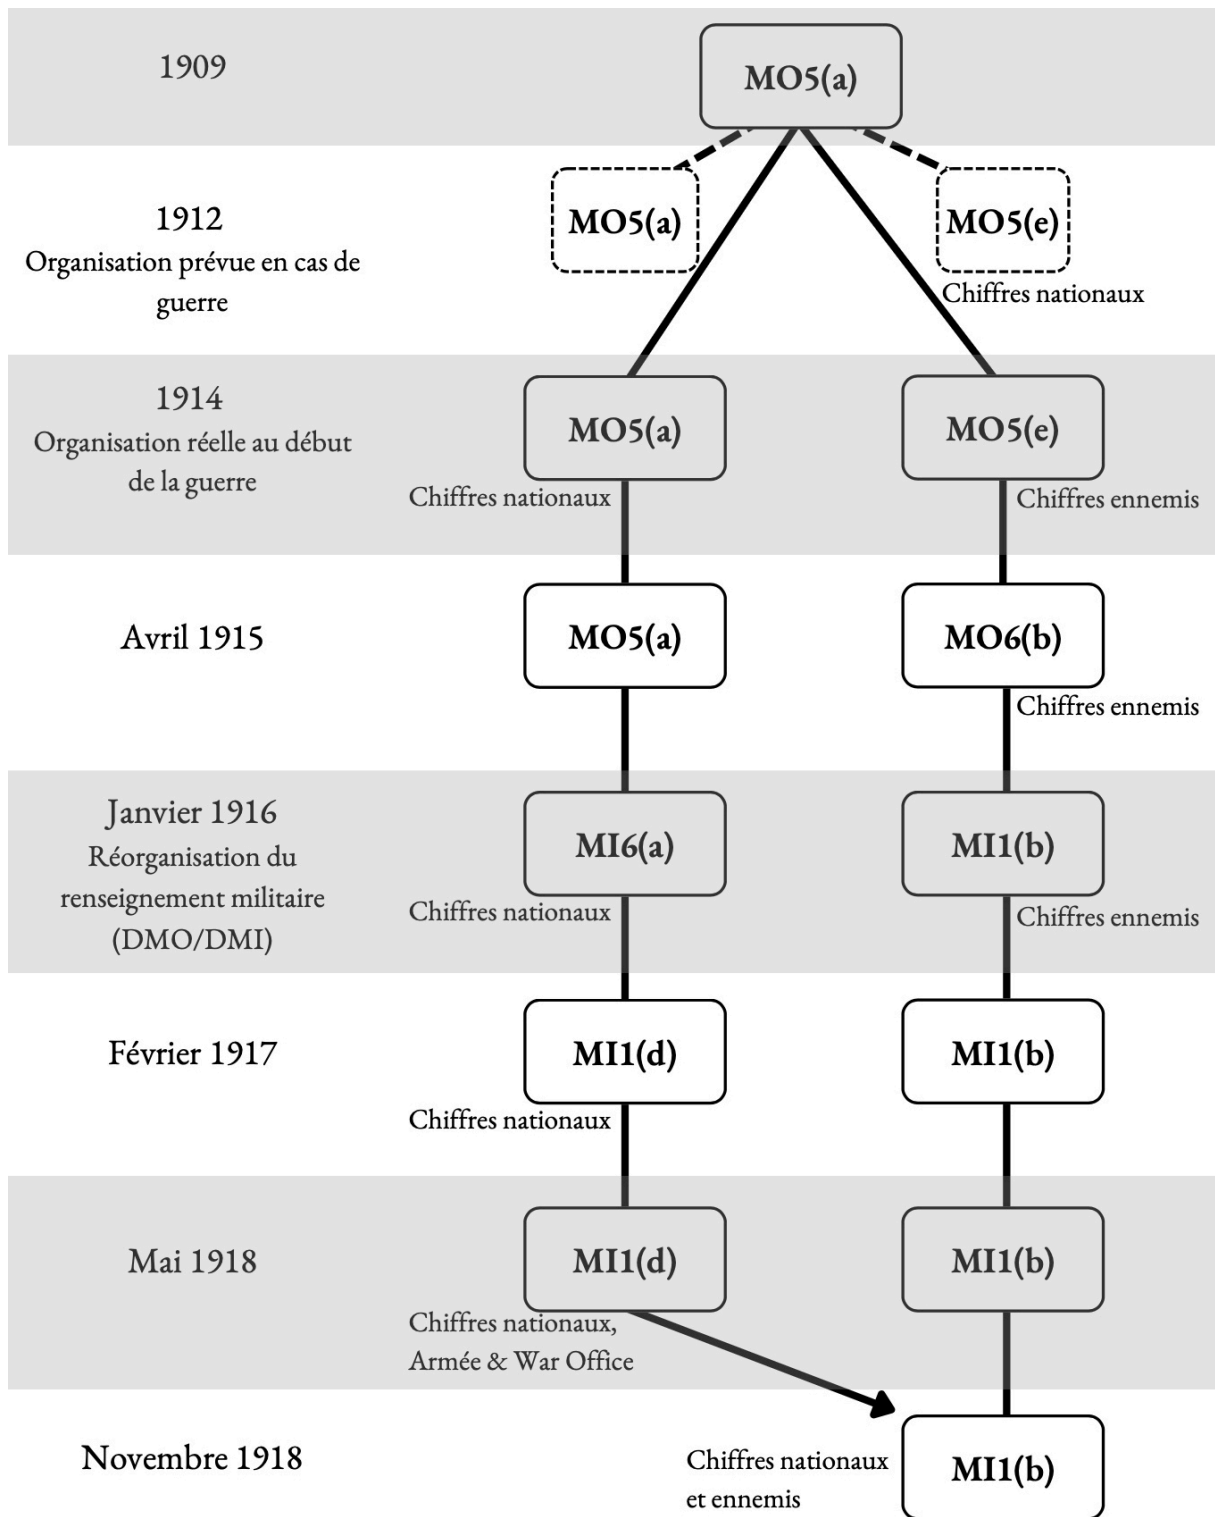 1909
MO5(a)
1912
Organisation prévue en cas de
guerre
MO5(a)
MO5(e)
Chiffres nationaux
1914
Organisation réelle au début
de la guerre
MO5(a)
MO5(e)
Chiffres nationaux
Chiffres ennemis
Avril 1915
MO5(a)
MO6(b)
Chiffres ennemis
Janvier 1916
Réorganisation du
renseignement militaire
(DMO/DMI)
MI6(a)
MI1(b)
Chiffres nationaux
Chiffres ennemis
Février 1917
MI1(d)
MI1(b)
Chiffres nationaux
Mai 1918
MI1(d)
MI1(b)
Chiffres nationaux,
Armée & War Office
Novembre 1918
Chiffres nationaux
et ennemis
MI1(b)